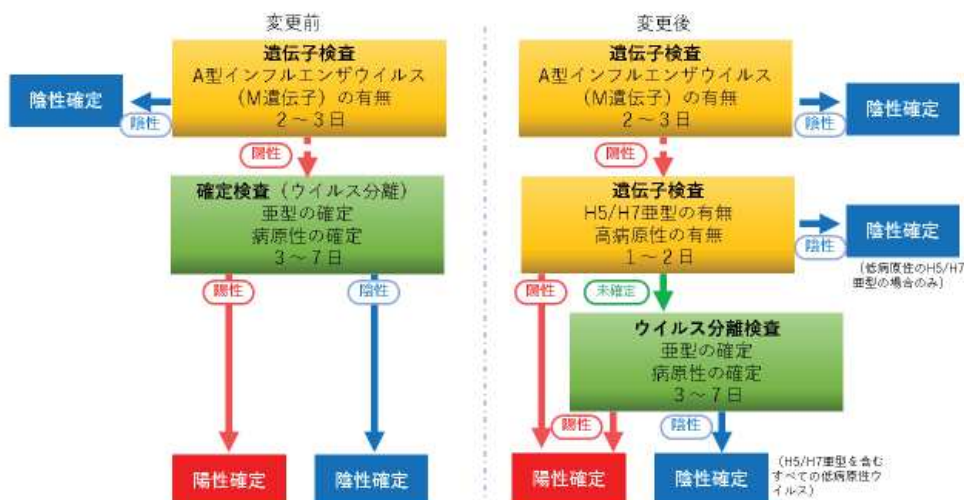 変更前
遺伝子検査
A型インフルエンザウイルス
（M遺伝子）の有無
2～3日
陰性確定
陰性
陽性
確定検査（ウイルス分離）
亜型の確定
病原性の確定
3～7日
陽性
陰性
陽性確定
陰性確定
変更後
遺伝子検査
A型インフルエンザウイルス
（M遺伝子）の有無
2～3日
陰性
陰性確定
陽性
遺伝子検査
H5/H7亜型の有無
高病原性の有無
1～2日
陰性
陰性確定
（低病原性のH5/H7
亜型の場合のみ）
陽性
未確定
ウイルス分離検査
亜型の確定
病原性の確定
3～7日
陽性
陰性
陽性確定
陰性確定
（H5/H7亜型を含む
すべての低病原性ウ
イルス）